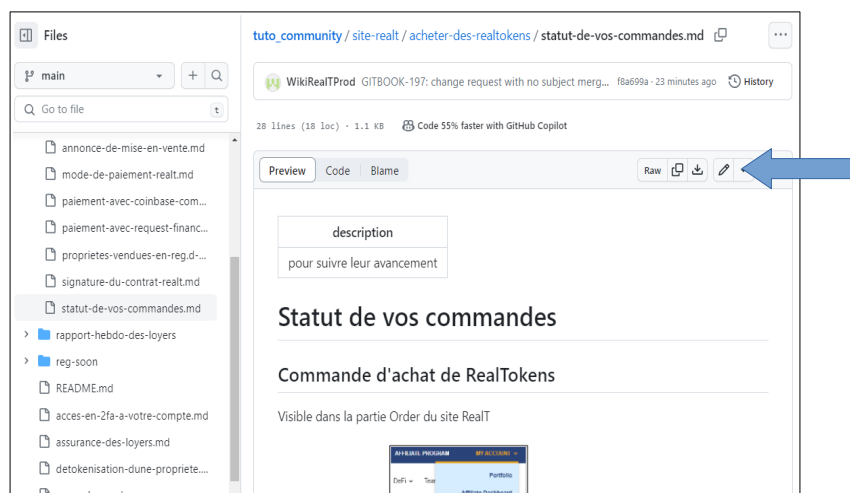 Files
main
Go to file
t
annonce-de-mise-en-vente.md
mode-de-paiement-realt.md
paiement-avec-coinbase-com...
paiement-avec-request-financ...
proprietes-vendues-en-reg.d-...
signature-du-contrat-realt.md
statut-de-vos-commandes.md
rapport-hebdo-des-loyers
reg-soon
README.md
acces-en-2fa-a-votre-compte.md
assurance-des-loyers.md
detokenisation-dune-propriete....
tuto_community / site-realt / acheter-des-realtokens / statut-de-vos-commandes.md
WikiRealTProd GITBOOK-197: change request with no subject merg... f8a699a · 23 minutes ago History
28 lines (18 loc) · 1.1 KB Code 55% faster with GitHub Copilot
Preview Code Blame Raw
description
pour suivre leur avancement
Statut de vos commandes
Commande d'achat de RealTokens
Visible dans la partie Order du site RealT
AFFILIATE PROGRAM MY ACCOUNT
DeFi Portfolio
Affiliate Dashboard